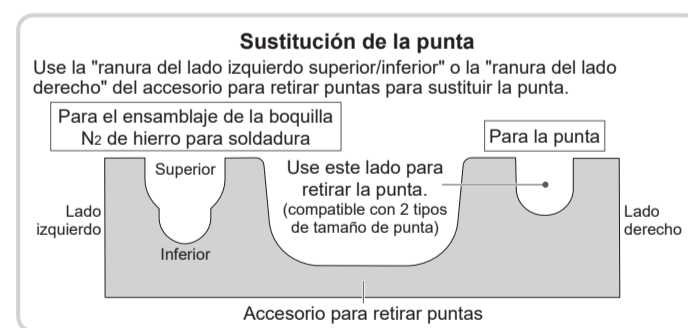 Sustitución de la punta
Use la "ranura del lado izquierdo superior/inferior" o la "ranura del lado
derecho" del accesorio para retirar puntas para sustituir la punta.
Para el ensamblaje de la boquilla
N2 de hierro para soldadura
Para la punta
Superior
Use este lado para
retirar la punta.
(compatible con 2 tipos
de tamaño de punta)
Lado
izquierdo
Lado
derecho
Inferior
Accesorio para retirar puntas